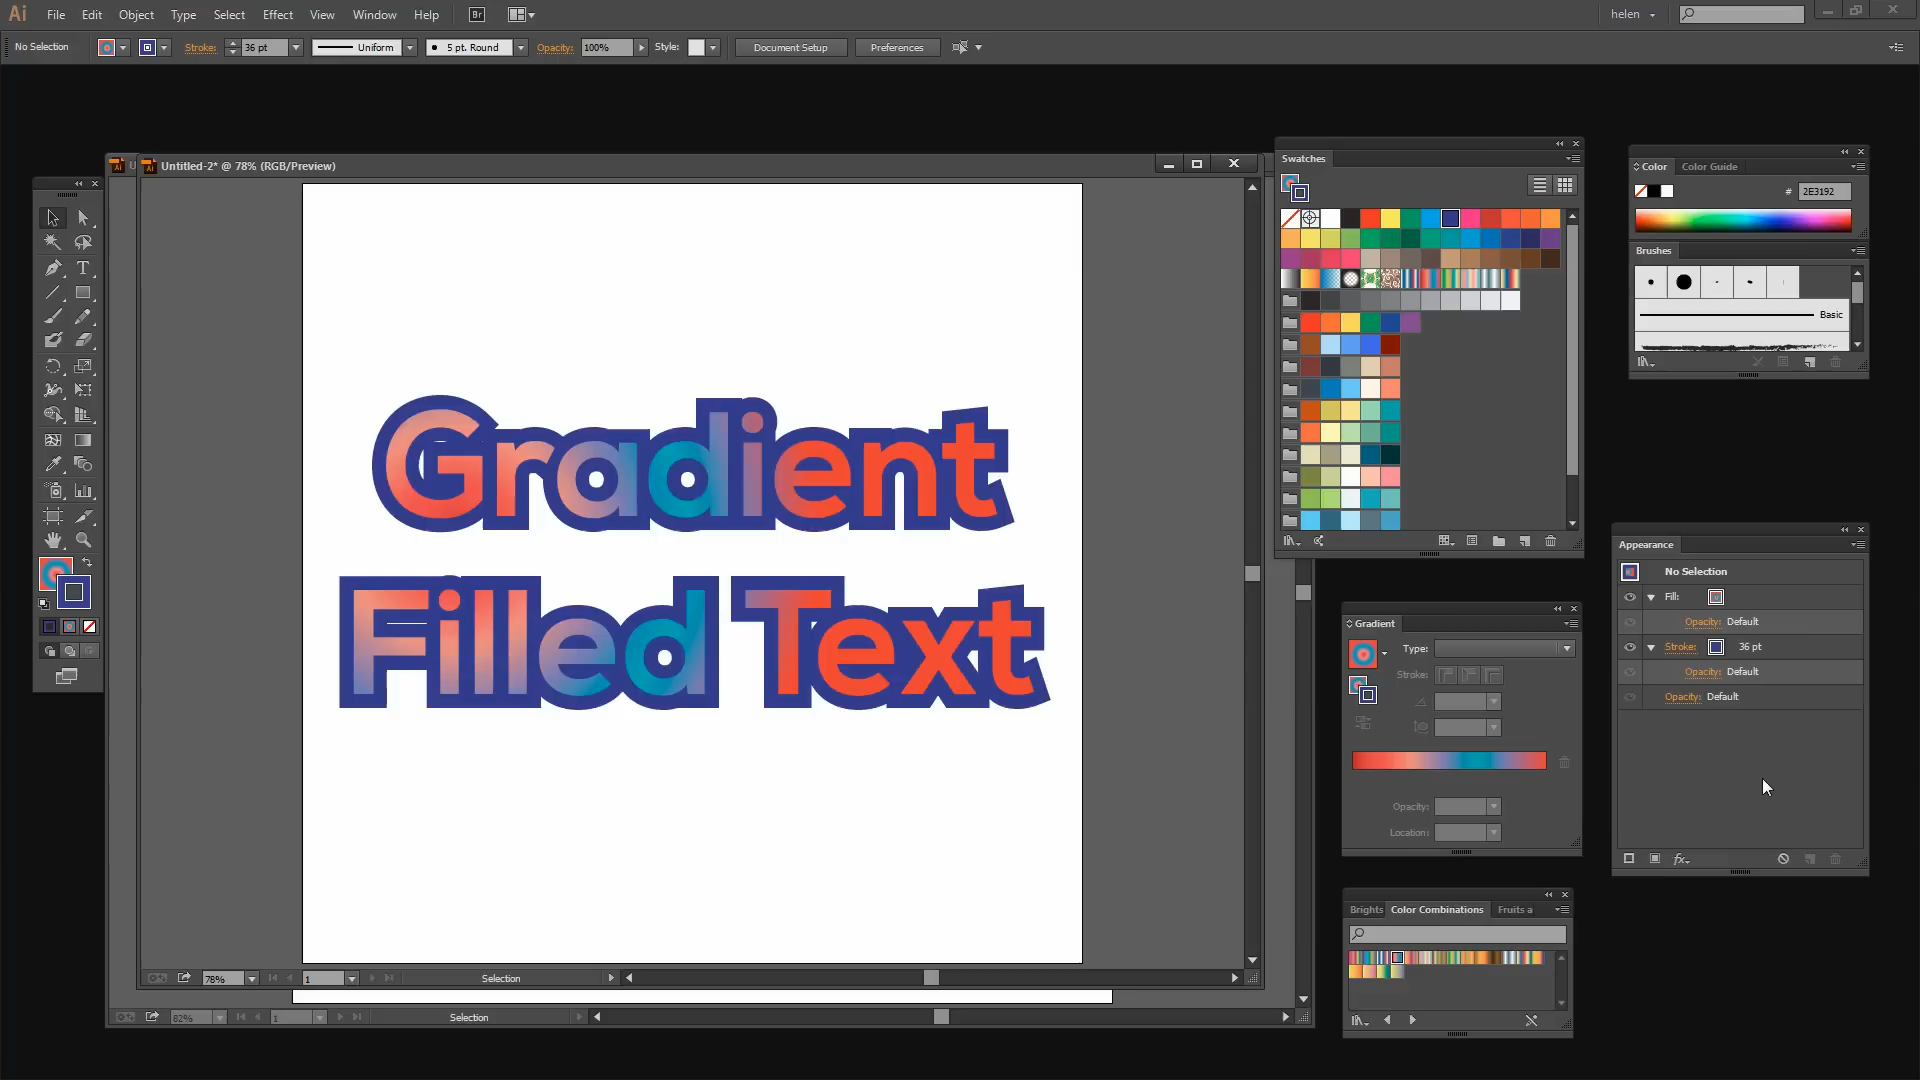 Ai File Edit Object Type Select Effect View Window Help Br helen
No Selection Stroke: 36 pt Uniform 5 pt. Round Opacity: 100% Style: Document Setup Preferences
Untitled-2* @ 78% (RGB/Preview)
Gradient
Filled Text
78% 1 Selection
82% 1 Selection
Swatches
Color Color Guide
# 2E3192
Brushes
Basic
Appearance
No Selection
Fill:
Opacity: Default
Stroke: 36 pt
Opacity: Default
Opacity: Default
fx
Gradient
Type:
Stroke:
Opacity:
Location:
Brights Color Combinations Fruits a